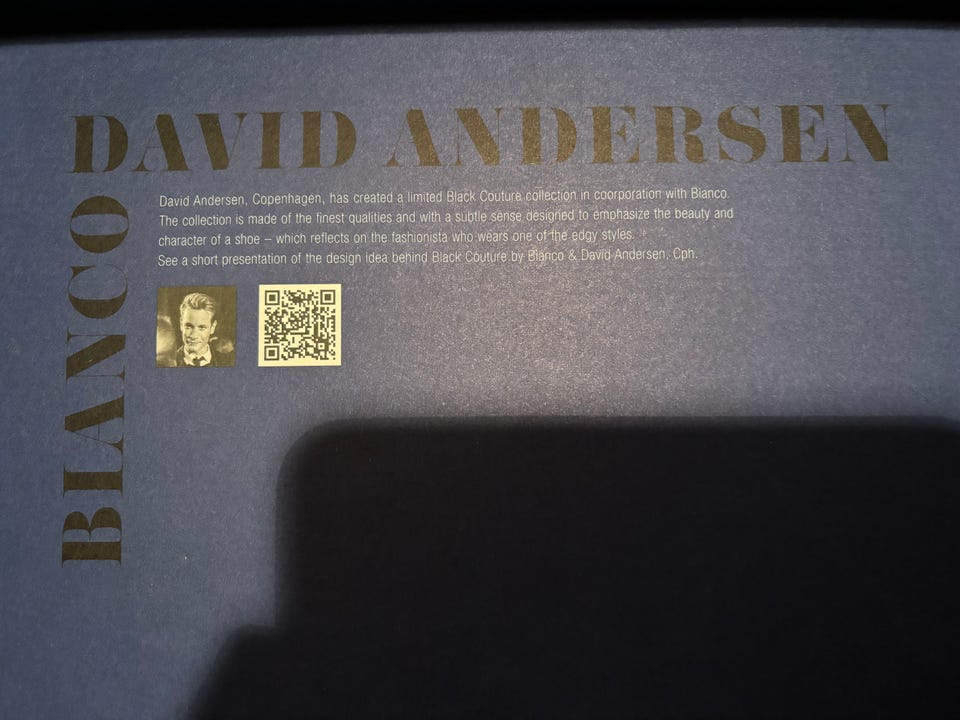 DAVID ANDERSEN
BIANCO
David Andersen, Copenhagen, has created a limited Black Couture collection in coorporation with Bianco.
The collection is made of the finest qualities and with a subtle sense designed to emphasize the beauty and
character of a shoe – which reflects on the fashionista who wears one of the edgy styles.
See a short presentation of the design idea behind Black Couture by Bianco & David Andersen, Cph.